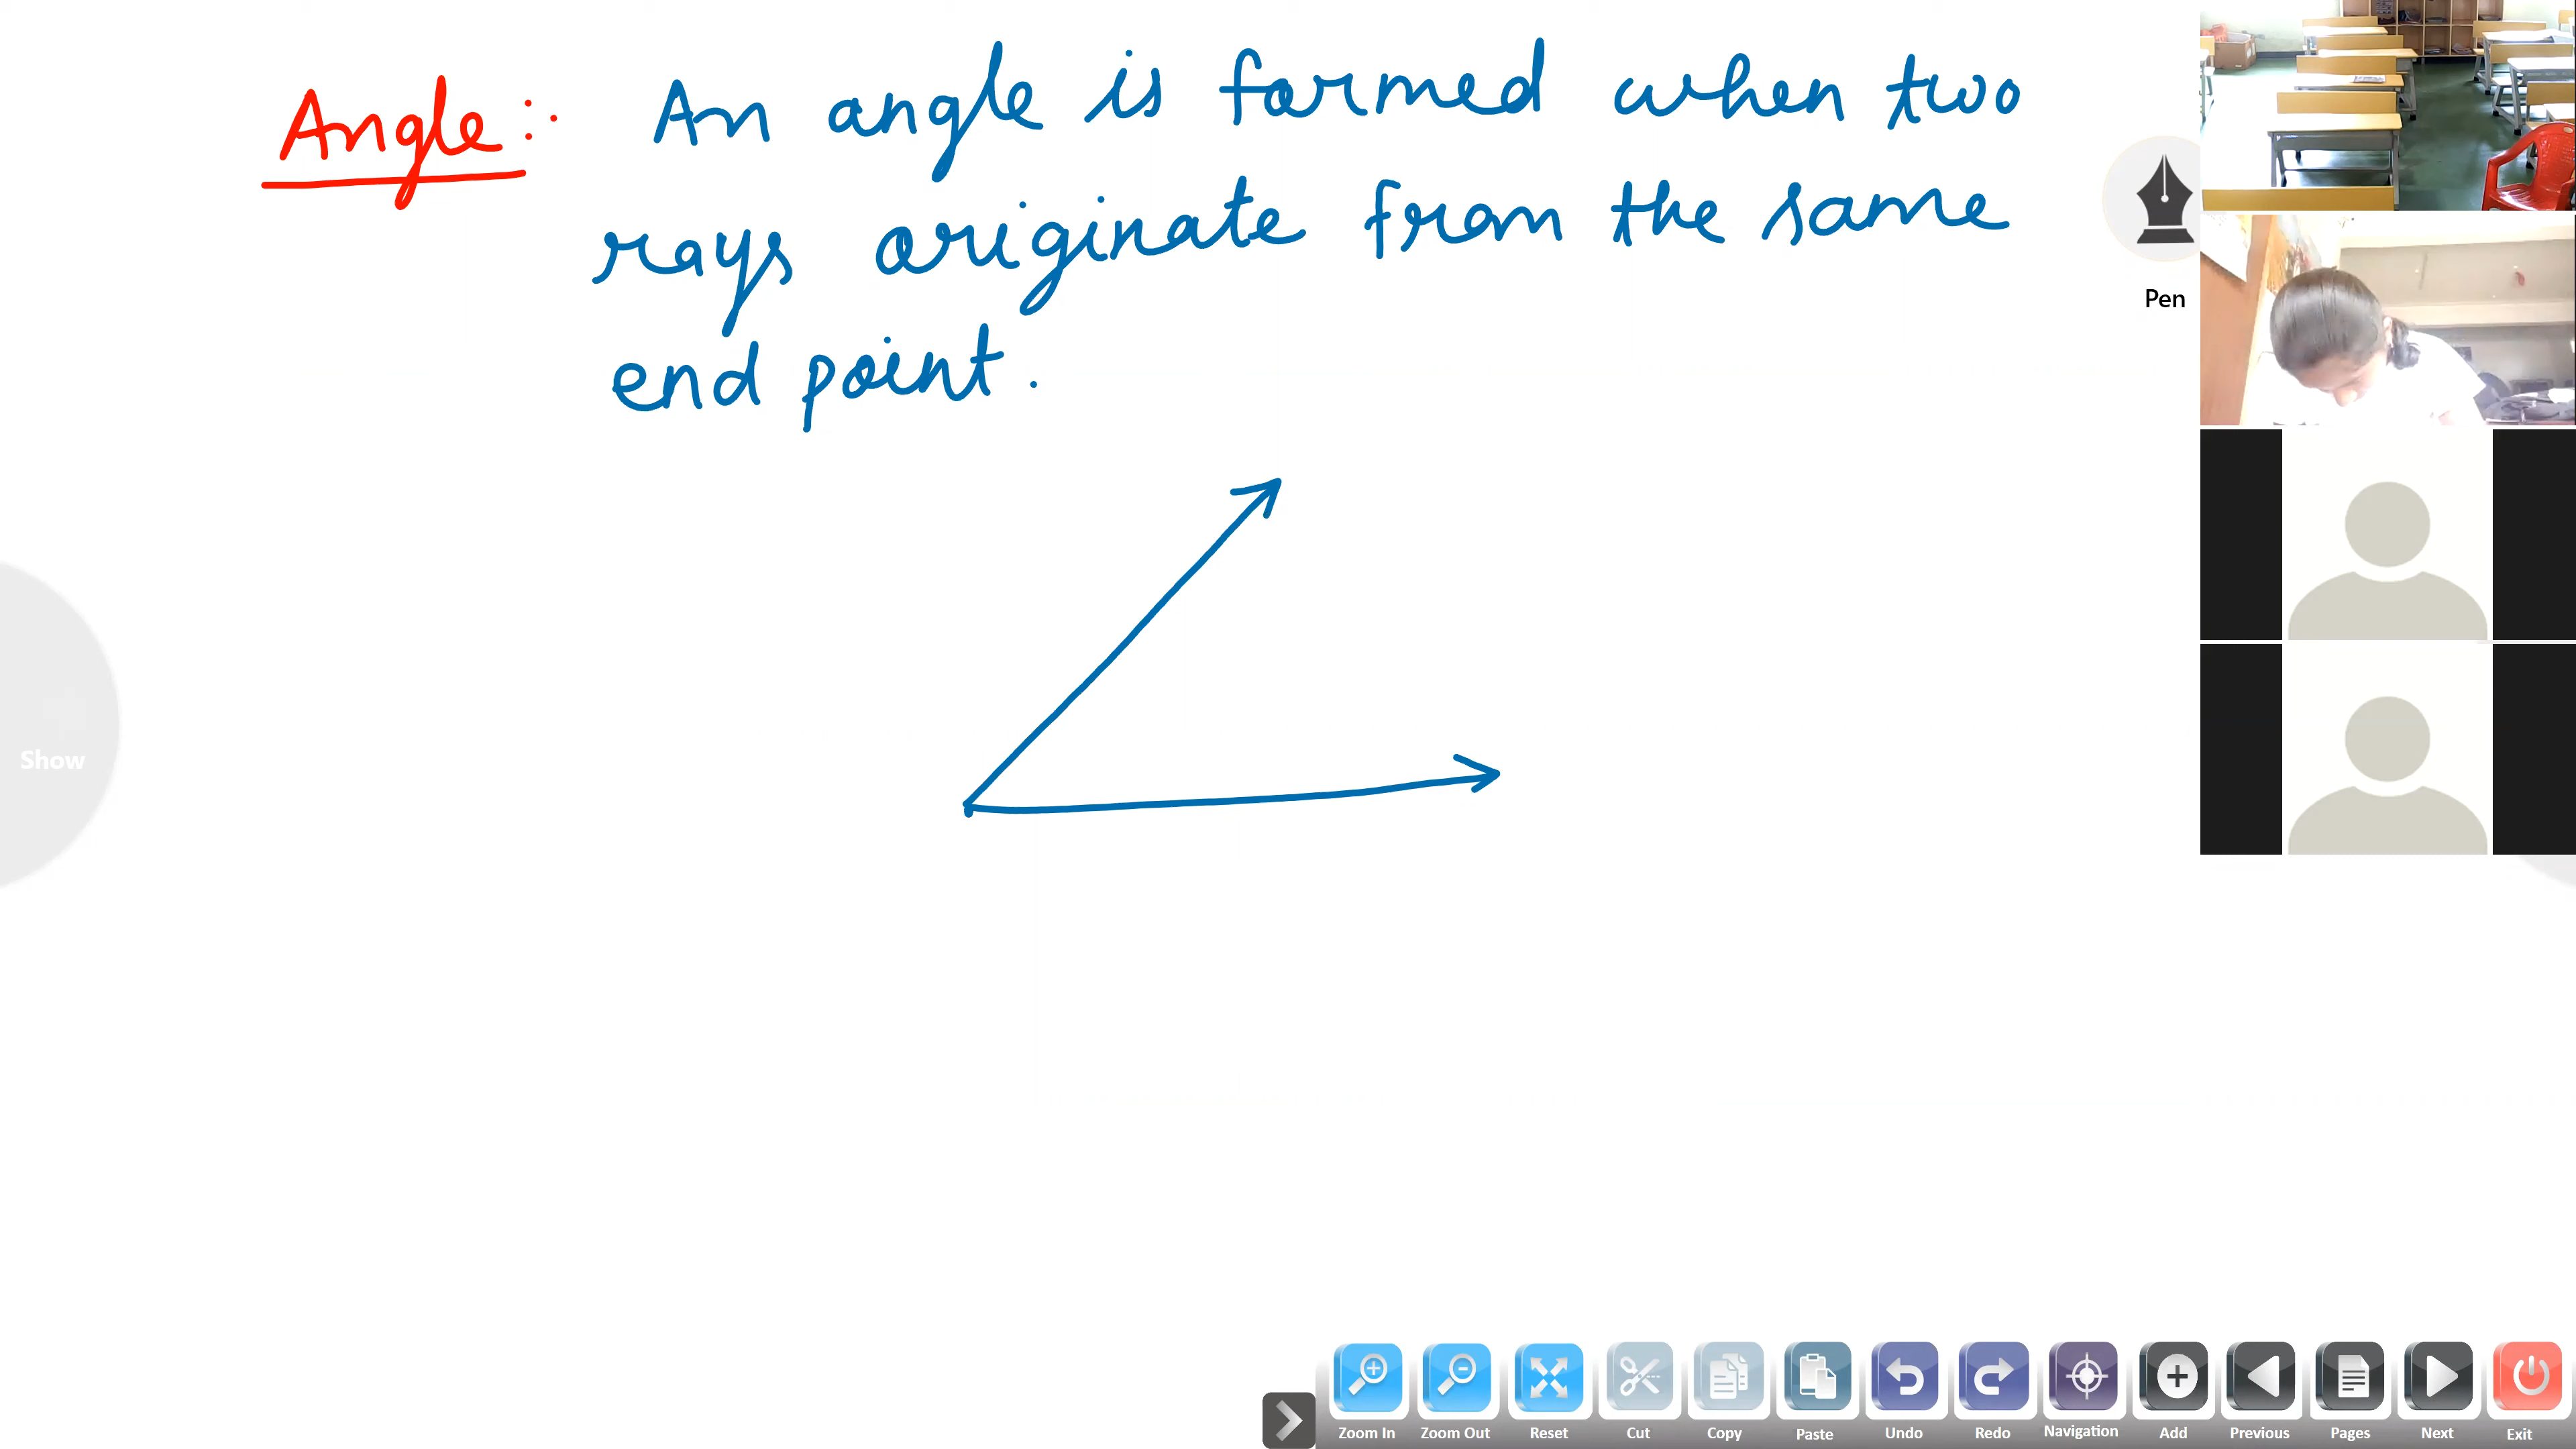 Angle :- An angle is formed when two
rays originate from the same
end point.
Pen
Show
Zoom In Zoom Out Reset Cut Copy Paste Undo Redo Navigation Add Previous Pages Next Exit